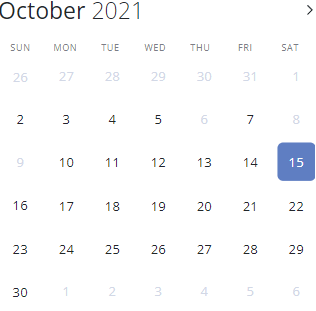 October 2021
SUN MON TUE WED THU FRI SAT
26 27 28 29 30 31 1
2 3 4 5 6 7 8
9 10 11 12 13 14 15
16 17 18 19 20 21 22
23 24 25 26 27 28 29
30 1 2 3 4 5 6